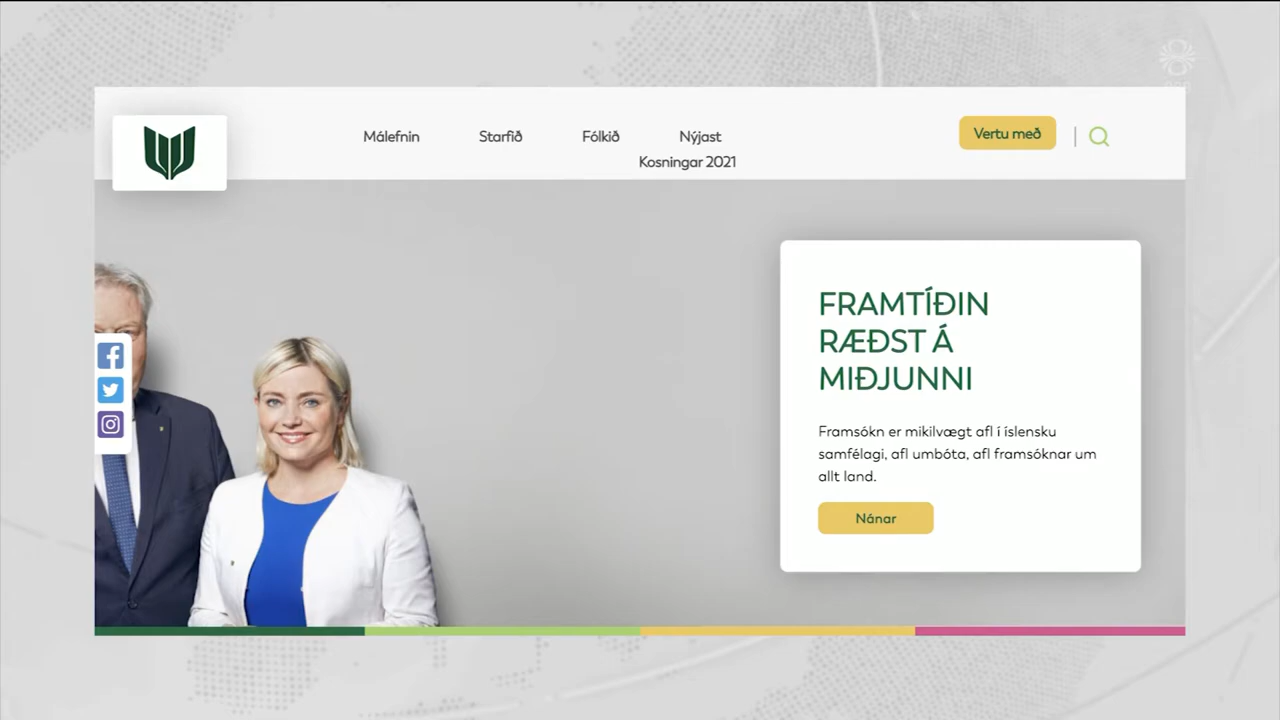 Málefnin
Starfið
Fólkið
Nýjast
Kosningar 2021
Vertu með
FRAMTÍÐIN
RÆÐST Á
MIÐJUNNI
Framsókn er mikilvægt afl í íslensku
samfélagi, afl umbóta, afl framsóknar um
allt land.
Nánar